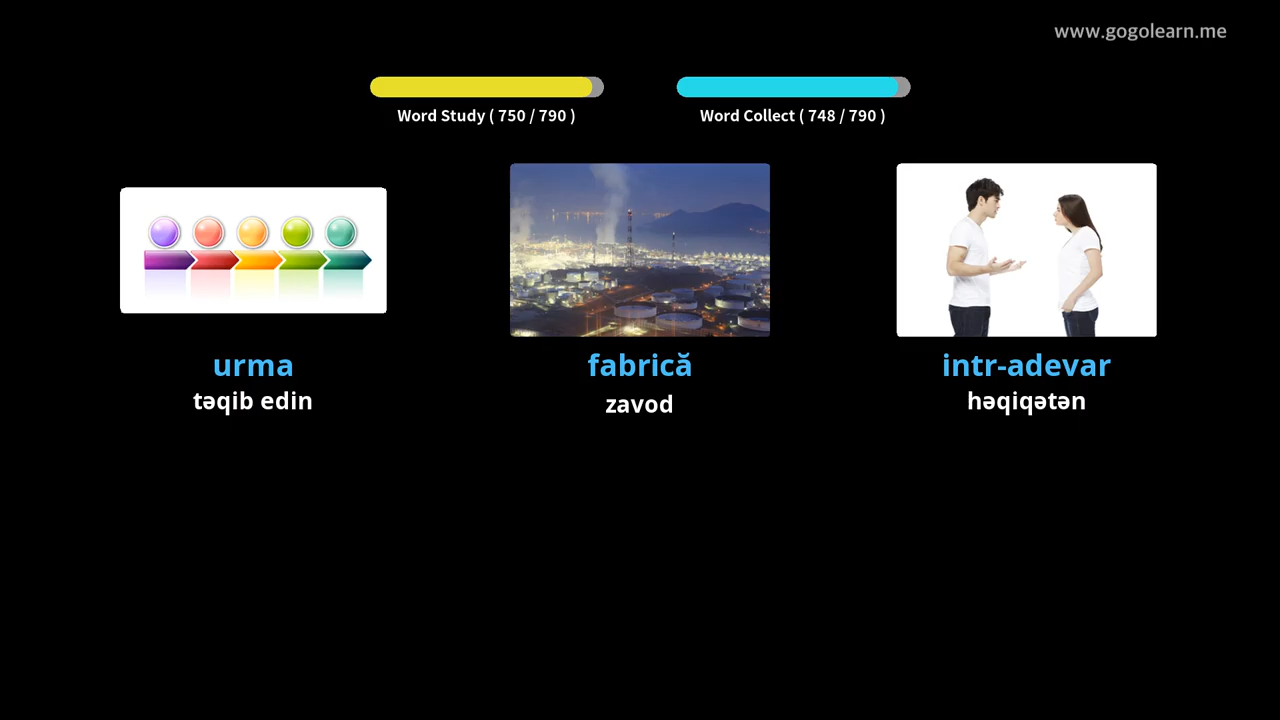 www.gogolearn.me
Word Study ( 750 / 790 )
Word Collect ( 748 / 790 )
urma
təqib edin
fabrică
zavod
intr-adevar
həqiqətən